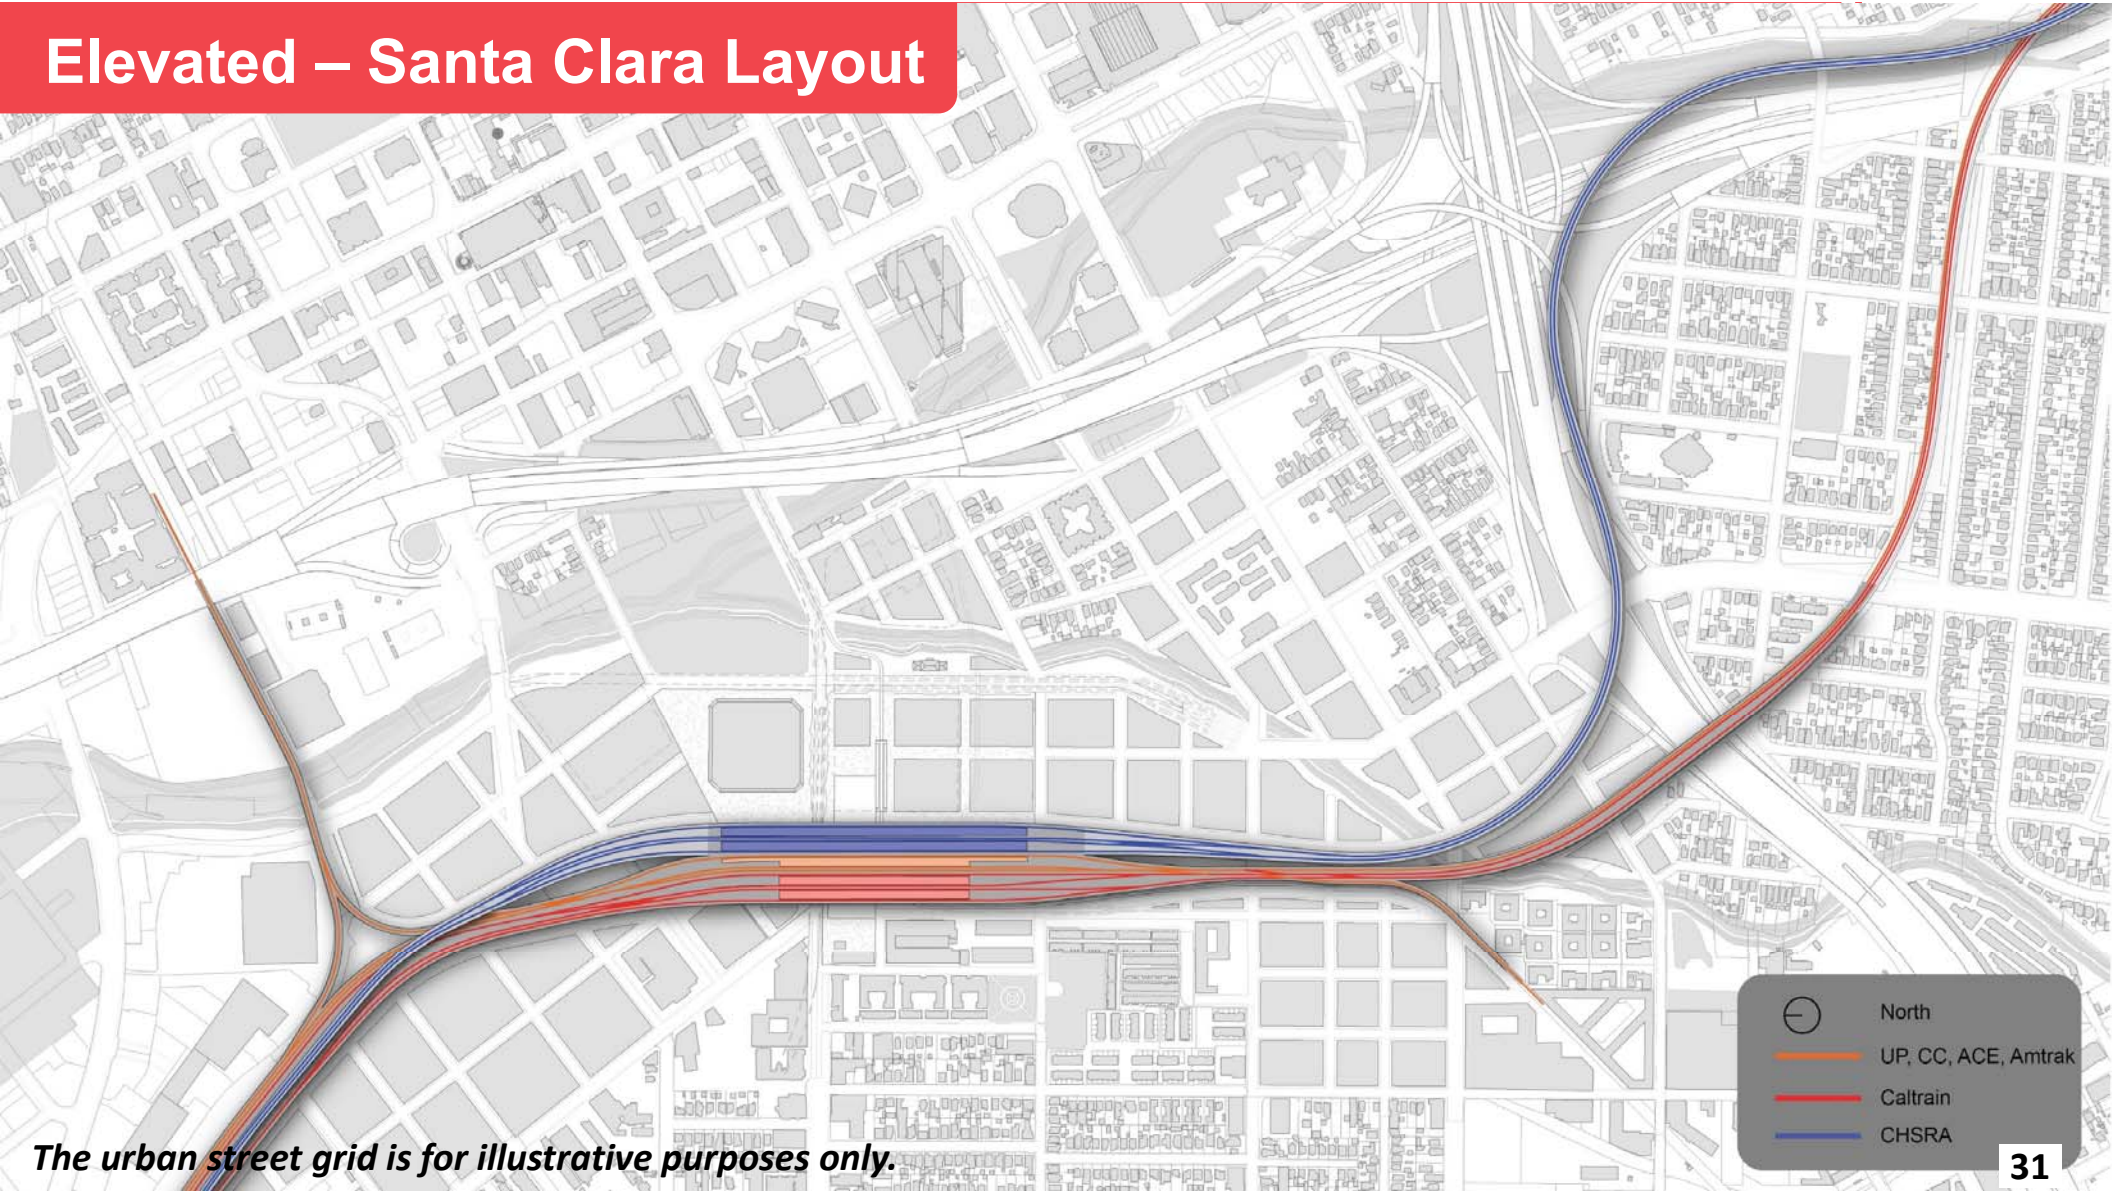 Elevated – Santa Clara Layout
North
UP, CC, ACE, Amtrak
Caltrain
CHSRA
The urban street grid is for illustrative purposes only.
31